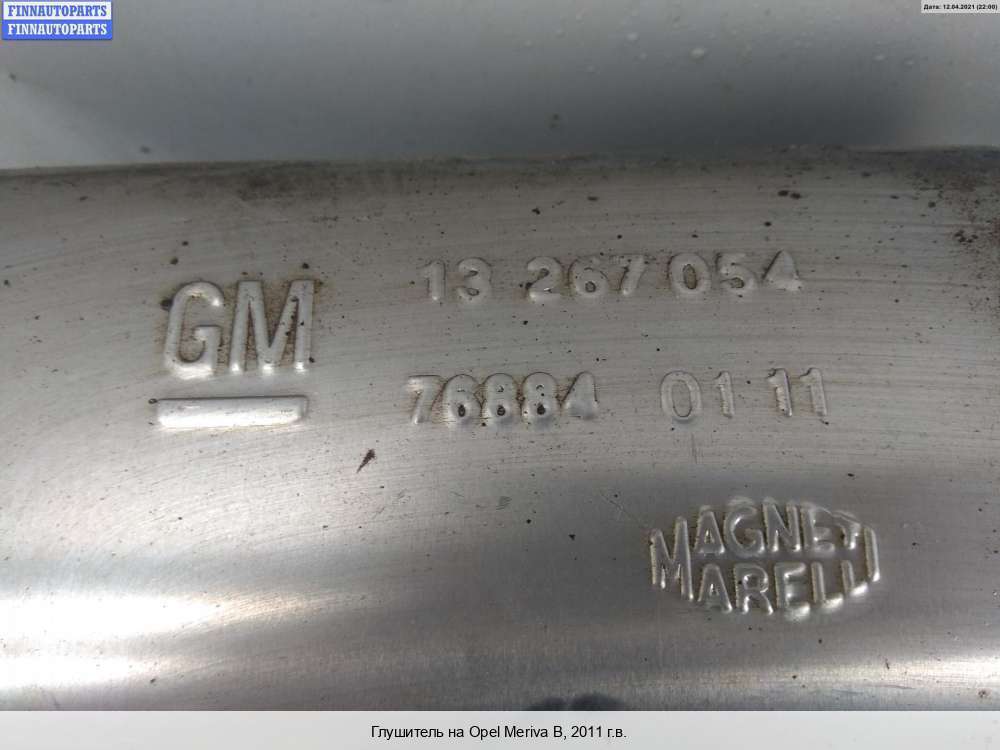 FINNAUTOPARTS
FINNAUTOPARTS
Дата: 12.04.2021 (22:00)
GM
13 267 054
76884 01 11
MAGNETI
MARELLI
Глушитель на Opel Meriva B, 2011 г.в.